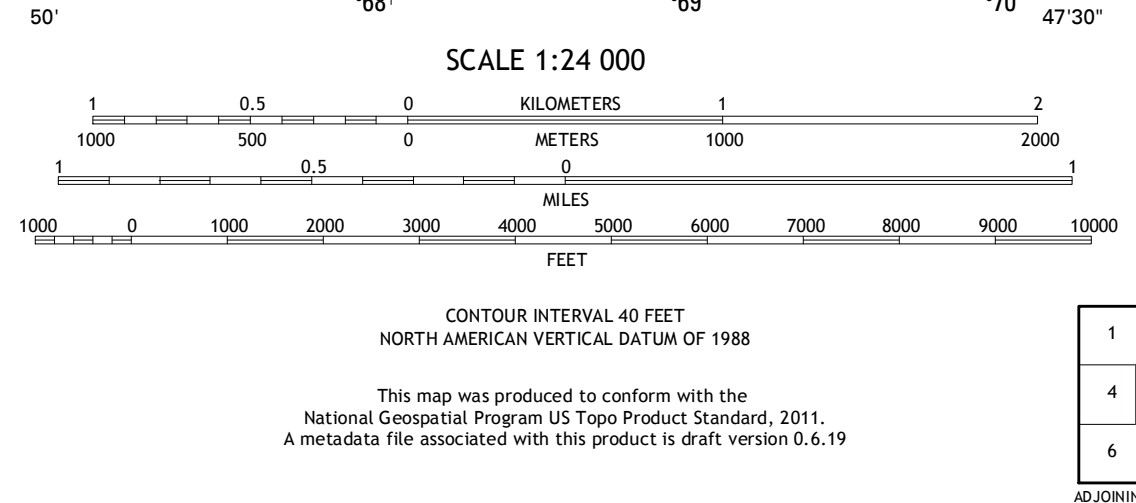 ⁶68 ⁶69 ⁶70
50' 47'30"
SCALE 1:24 000
1 0.5 0 KILOMETERS 1 2
1000 500 0 METERS 1000 2000
1 0.5 0 1
MILES
1000 0 1000 2000 3000 4000 5000 6000 7000 8000 9000 10000
FEET
CONTOUR INTERVAL 40 FEET
NORTH AMERICAN VERTICAL DATUM OF 1988
This map was produced to conform with the
National Geospatial Program US Topo Product Standard, 2011.
A metadata file associated with this product is draft version 0.6.19
1
4
6